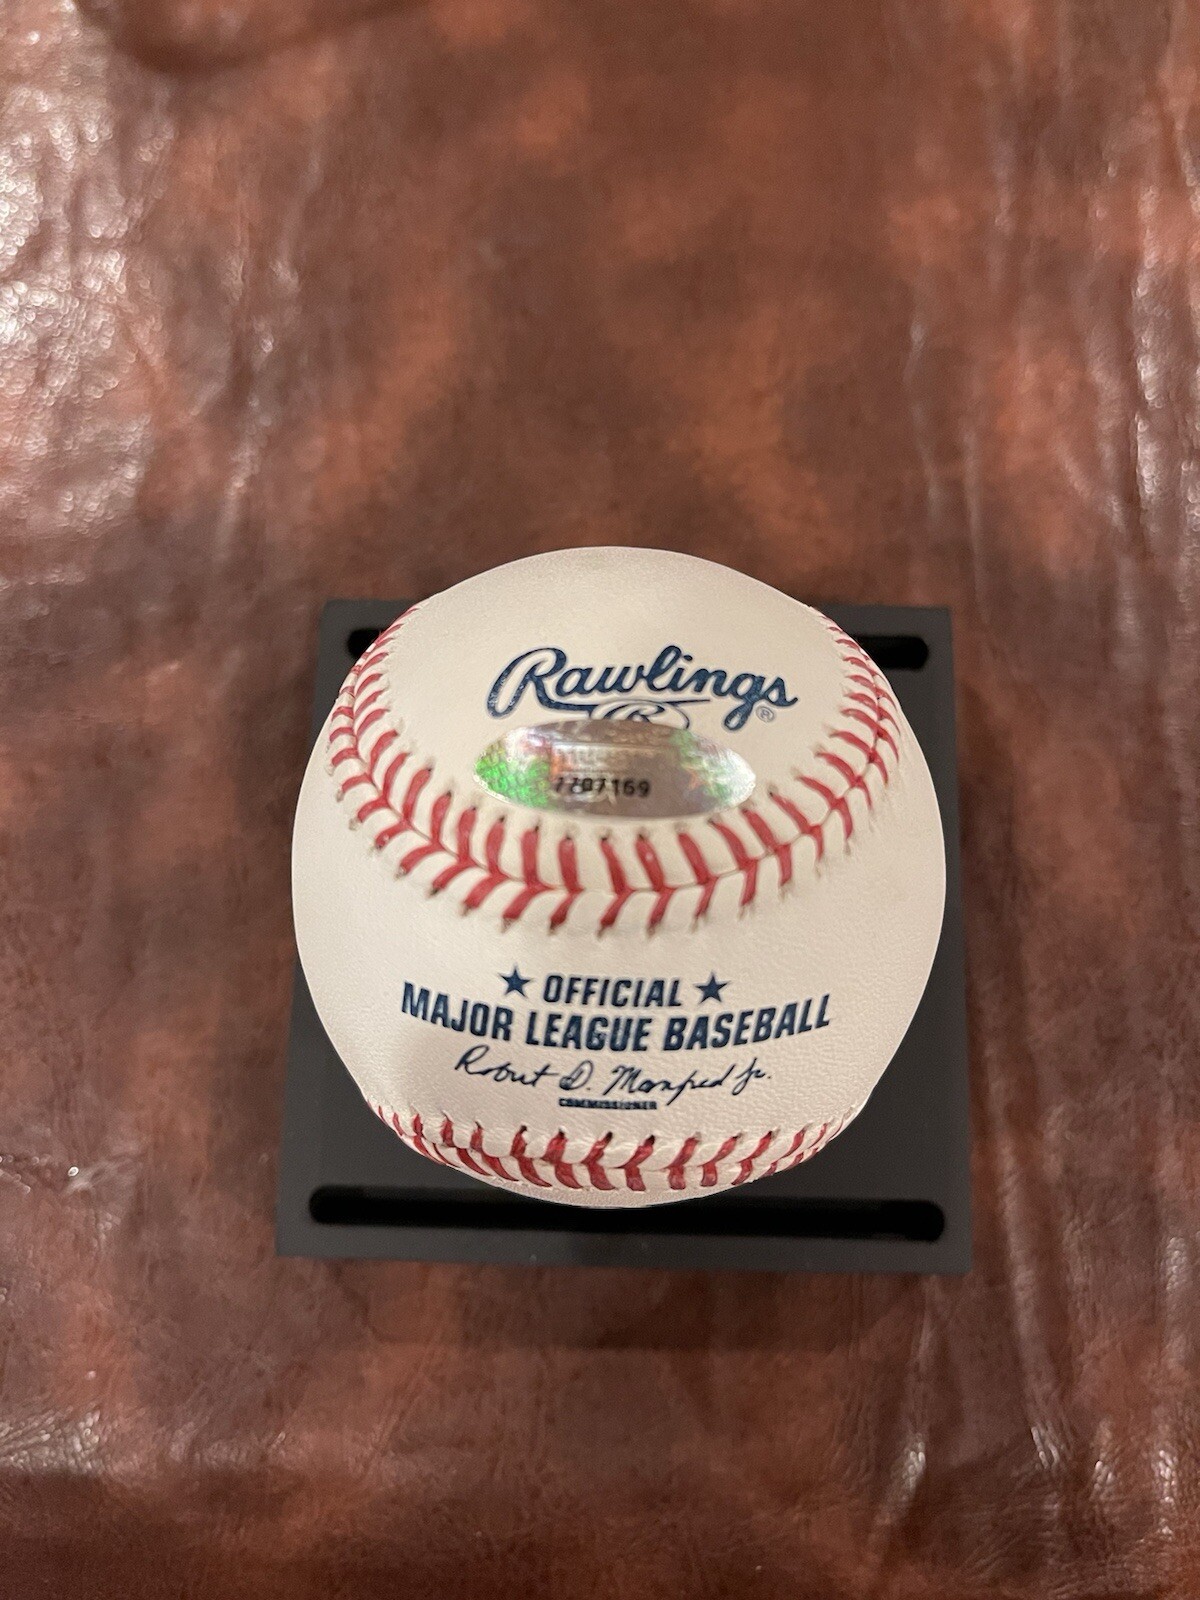 Rawlings®
R
7707169
★ OFFICIAL ★
MAJOR LEAGUE BASEBALL
Robert D. Manfred Jr.
COMMISSIONER